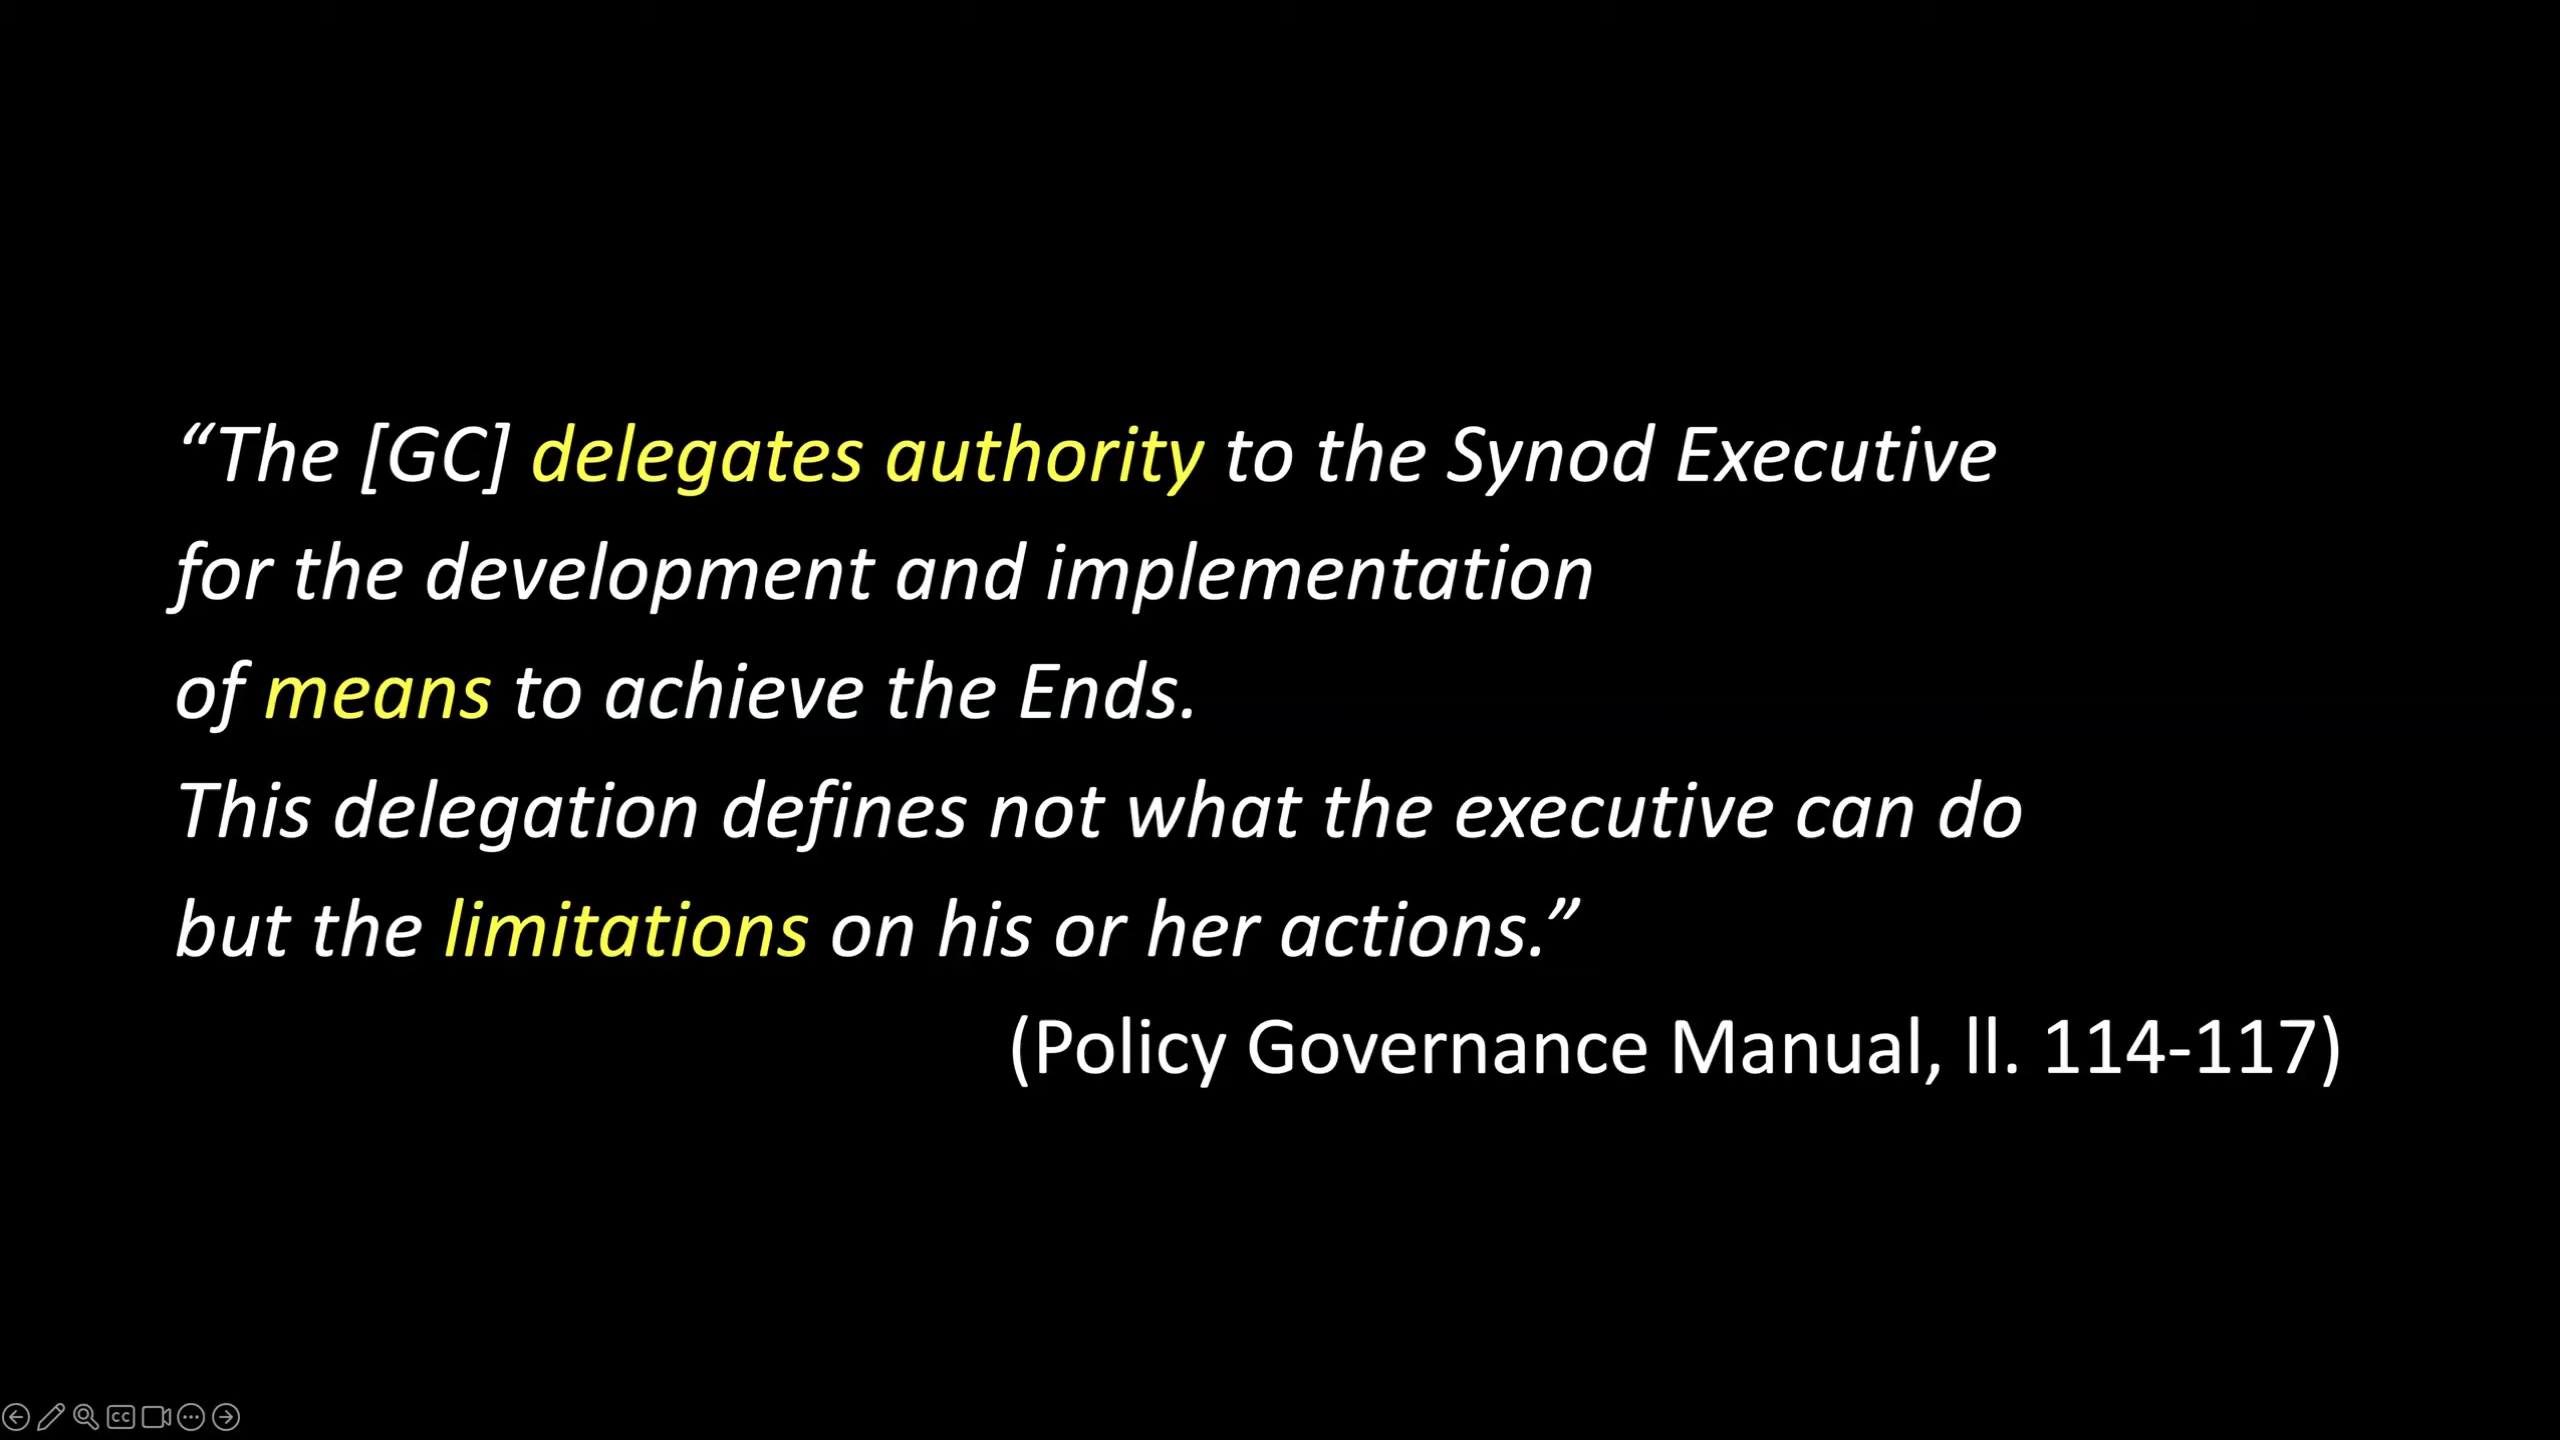 “The [GC] delegates authority to the Synod Executive
for the development and implementation
of means to achieve the Ends.
This delegation defines not what the executive can do
but the limitations on his or her actions.”
(Policy Governance Manual, ll. 114-117)
CC